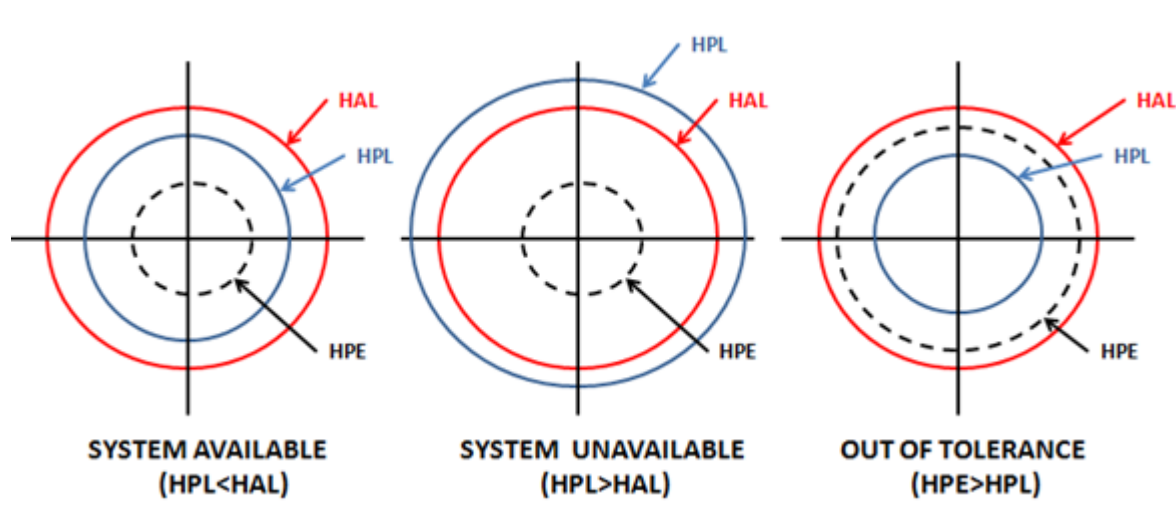 HAL
HPL
HPE
SYSTEM AVAILABLE
(HPL<HAL)
HPL
HAL
HPE
SYSTEM UNAVAILABLE
(HPL>HAL)
HAL
HPL
HPE
OUT OF TOLERANCE
(HPE>HPL)